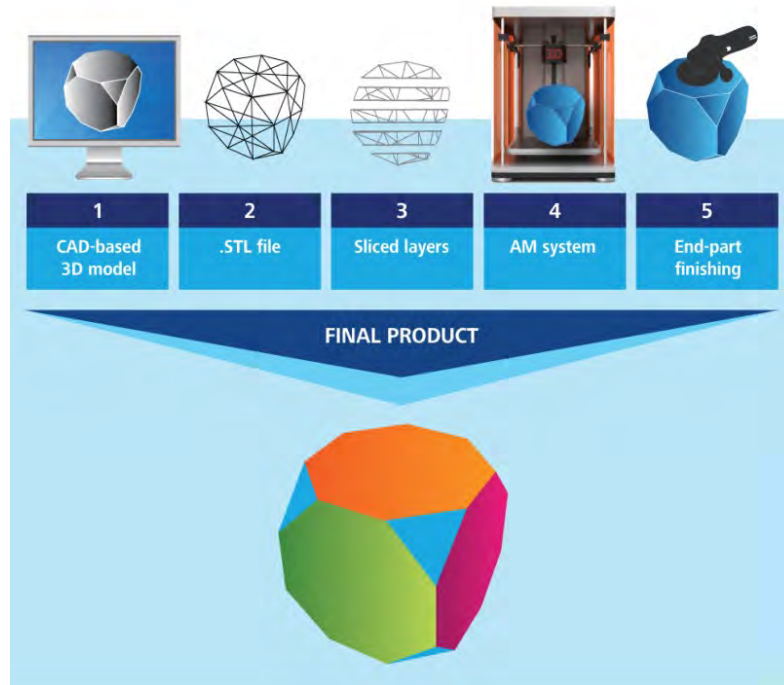 3D
1
2
3
4
5
CAD-based
3D model
.STL file
Sliced layers
AM system
End-part
finishing
FINAL PRODUCT